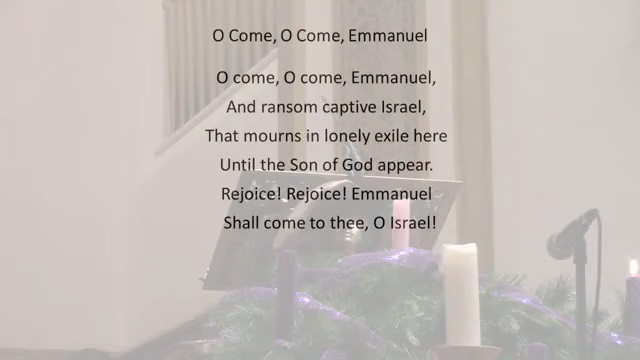 O Come, O Come, Emmanuel
O come, O come, Emmanuel,
And ransom captive Israel,
That mourns in lonely exile here
Until the Son of God appear.
Rejoice! Rejoice! Emmanuel
Shall come to thee, O Israel!